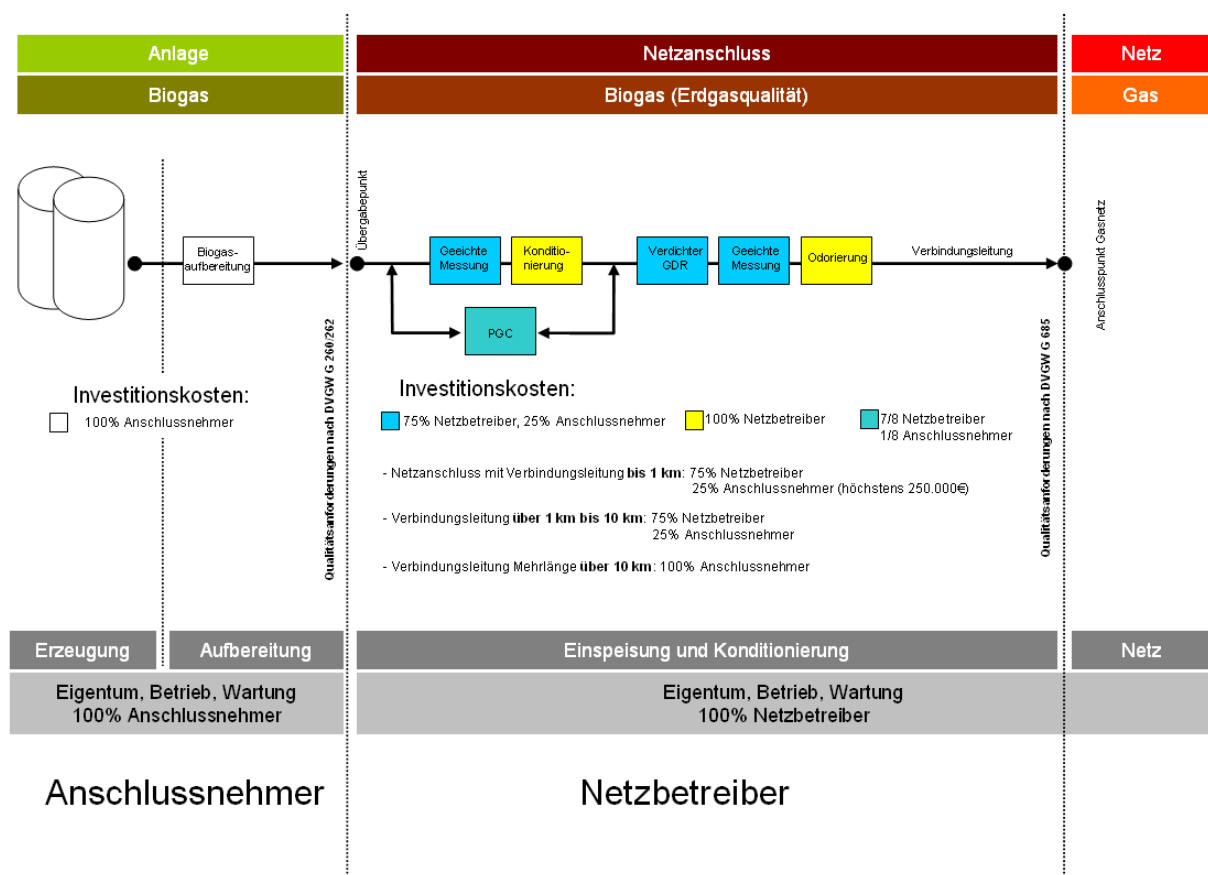 Anlage
Netzanschluss
Netz
Biogas
Biogas (Erdgasqualität)
Gas
Übergabepunkt
Anschlusspunkt Gasnetz
Biogas-
aufbereitung
Geeichte
Messung
Konditio-
nierung
Verdichter
GDR
Geeichte
Messung
Odorierung
Verbindungsleitung
PGC
Qualitätsanforderungen nach DVGW G 260/262
Qualitätsanforderungen nach DVGW G 685
Investitionskosten:
100% Anschlussnehmer
Investitionskosten:
75% Netzbetreiber, 25% Anschlussnehmer
100% Netzbetreiber
7/8 Netzbetreiber
1/8 Anschlussnehmer
- Netzanschluss mit Verbindungsleitung bis 1 km: 75% Netzbetreiber
25% Anschlussnehmer (höchstens 250.000€)
- Verbindungsleitung über 1 km bis 10 km: 75% Netzbetreiber
25% Anschlussnehmer
- Verbindungsleitung Mehrlänge über 10 km: 100% Anschlussnehmer
Erzeugung
Aufbereitung
Einspeisung und Konditionierung
Netz
Eigentum, Betrieb, Wartung
100% Anschlussnehmer
Eigentum, Betrieb, Wartung
100% Netzbetreiber
Anschlussnehmer
Netzbetreiber